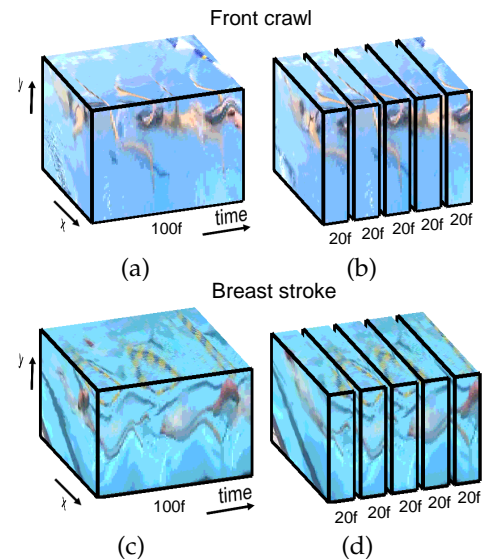 Front crawl
y
x
100f
time
20f 20f 20f 20f 20f
(a)
(b)
Breast stroke
y
x
100f
time
20f 20f 20f 20f 20f
(c)
(d)